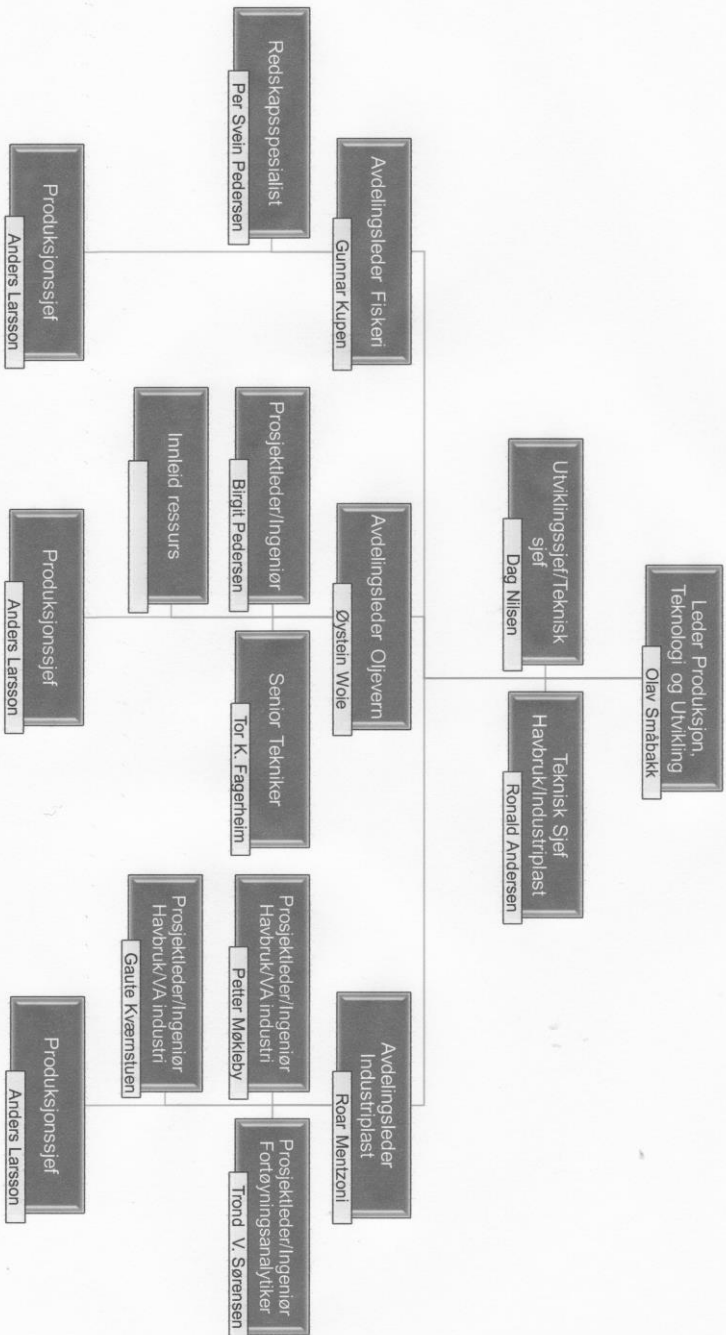 Leder Produksjon,
Teknologi og Utvikling
Olav Småbakk
Utviklingssjef/Teknisk
sjef
Dag Nilsen
Teknisk Sjef
Havbruk/Industriplast
Ronald Andersen
Avdelingsleder Fiskeri
Gunnar Kupen
Avdelingsleder Oljevern
Øystein Woie
Avdelingsleder
Industriplast
Roar Mentzoni
Redskapsspesialist
Per Svein Pedersen
Prosjektleder/Ingeniør
Birgit Pedersen
Senior Tekniker
Tor K. Fagerheim
Prosjektleder/Ingeniør
Havbruk/VA industri
Petter Møkleby
Prosjektleder/Ingeniør
Fortøyningsanalytiker
Trond V. Sørensen
Innleid ressurs
Prosjektleder/Ingeniør
Havbruk/VA industri
Gaute Kværnstuen
Produksjonssjef
Anders Larsson
Produksjonssjef
Anders Larsson
Produksjonssjef
Anders Larsson